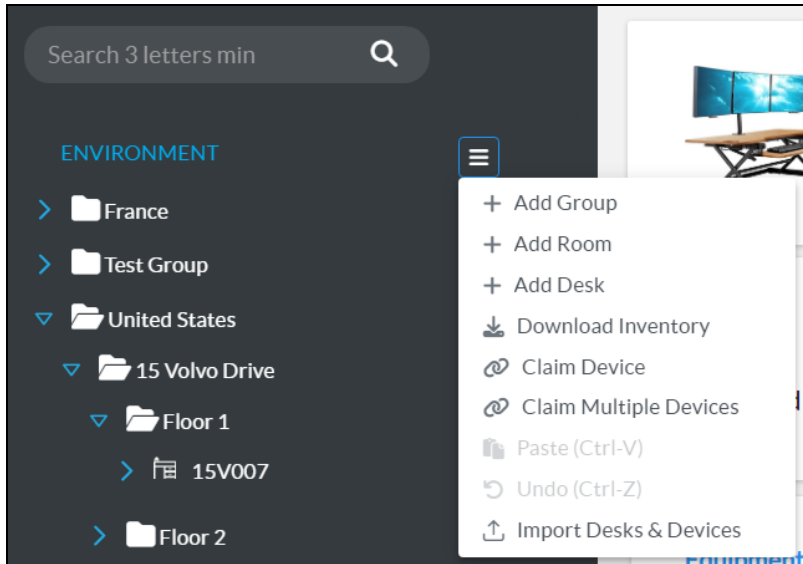 Search 3 letters min
ENVIRONMENT
France
Test Group
United States
15 Volvo Drive
Floor 1
15V007
Floor 2
Add Group
Add Room
Add Desk
Download Inventory
Claim Device
Claim Multiple Devices
Paste (Ctrl-V)
Undo (Ctrl-Z)
Import Desks & Devices
Equipment